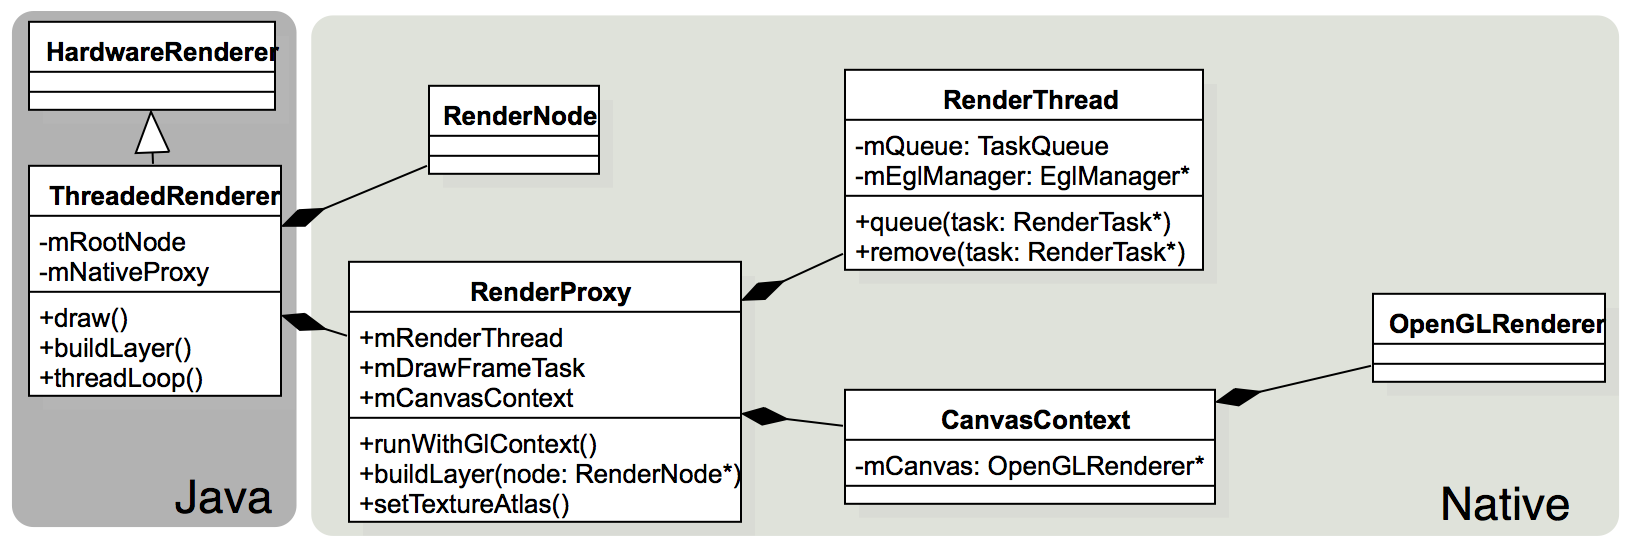 HardwareRenderer
ThreadedRenderer
-mRootNode
-mNativeProxy
+draw()
+buildLayer()
+threadLoop()
Java
RenderNode
RenderProxy
+mRenderThread
+mDrawFrameTask
+mCanvasContext
+runWithGlContext()
+buildLayer(node: RenderNode*)
+setTextureAtlas()
RenderThread
-mQueue: TaskQueue
-mEglManager: EglManager*
+queue(task: RenderTask*)
+remove(task: RenderTask*)
CanvasContext
-mCanvas: OpenGLRenderer*
OpenGLRenderer
Native